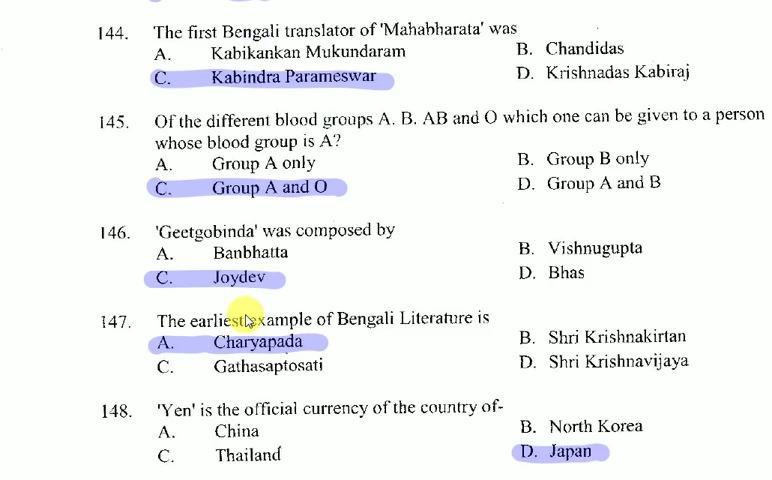 144. The first Bengali translator of 'Mahabharata' was
A. Kabikankan Mukundaram B. Chandidas
C. Kabindra Parameswar D. Krishnadas Kabiraj
145. Of the different blood groups A. B. AB and O which one can be given to a person
whose blood group is A?
A. Group A only B. Group B only
C. Group A and O D. Group A and B
146. 'Geetgobinda' was composed by
A. Banbhatta B. Vishnugupta
C. Joydev D. Bhas
147. The earliest example of Bengali Literature is
A. Charyapada B. Shri Krishnakirtan
C. Gathasaptosati D. Shri Krishnavijaya
148. 'Yen' is the official currency of the country of-
A. China B. North Korea
C. Thailand D. Japan